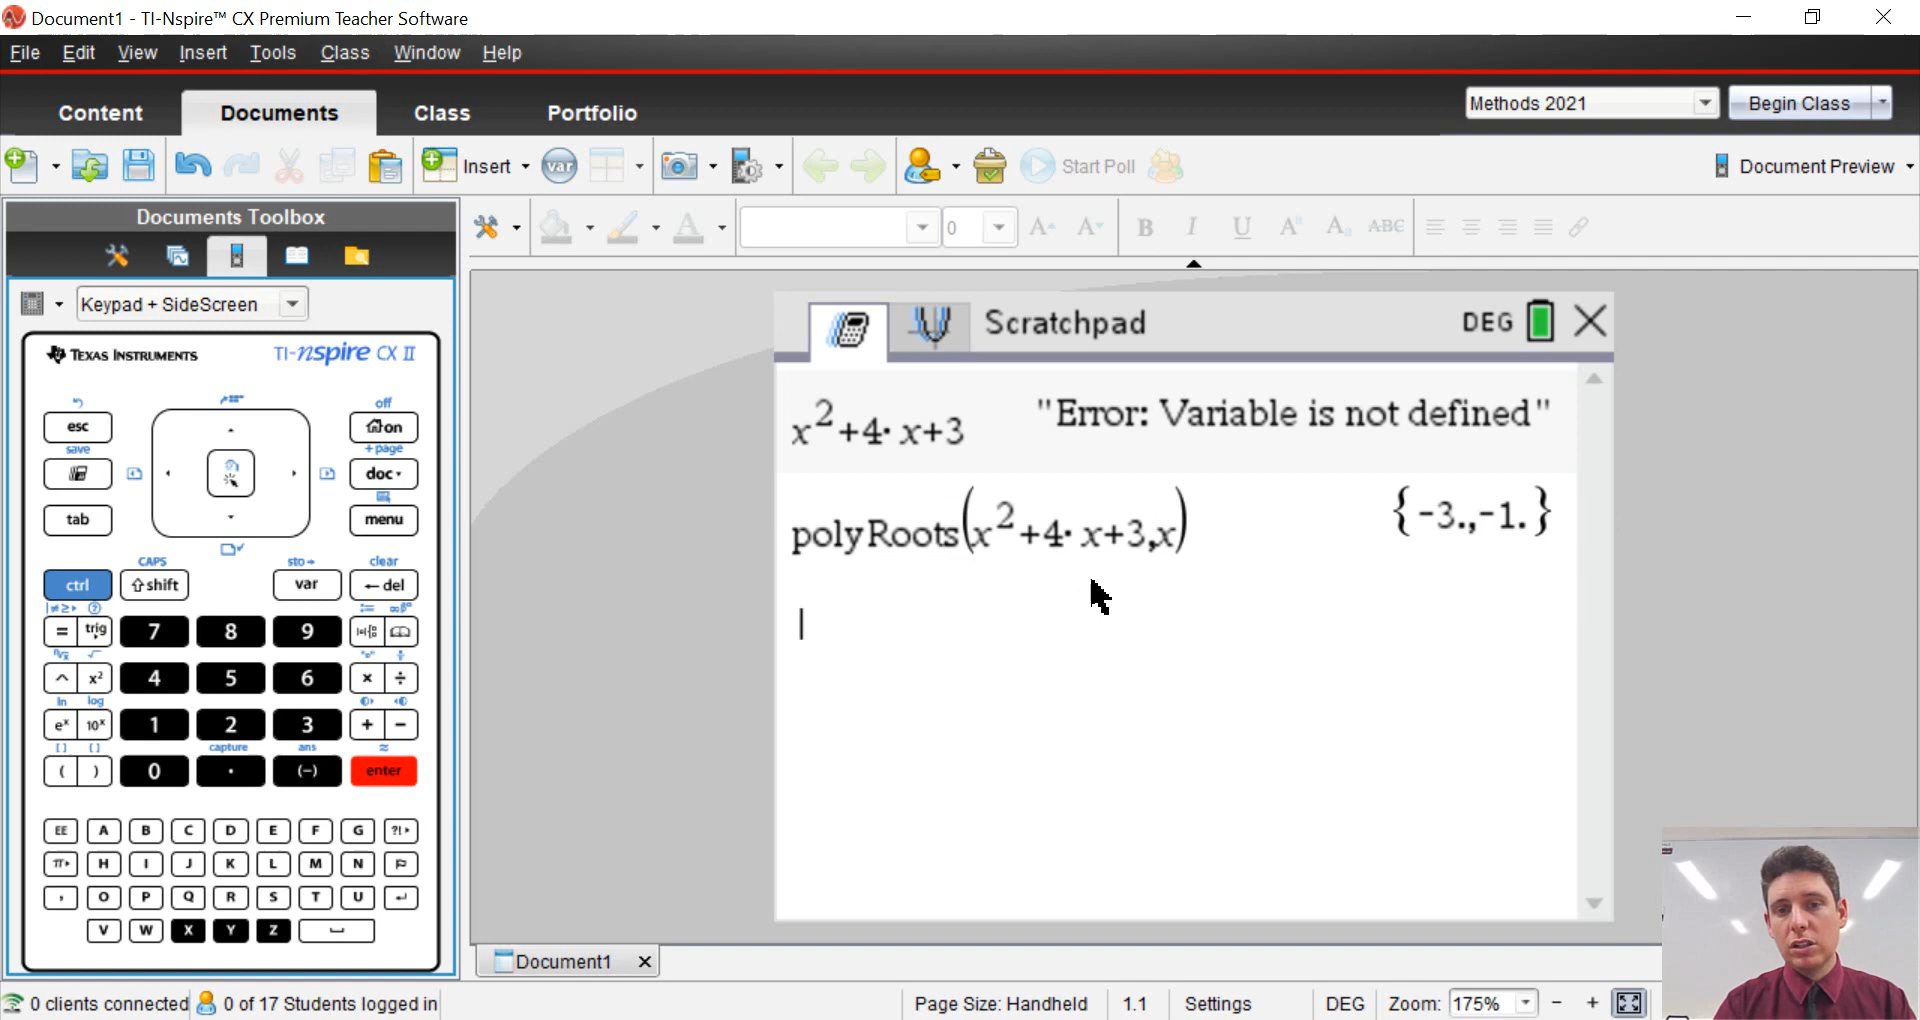 Document1 - TI-Nspire™ CX Premium Teacher Software
File Edit View Insert Tools Class Window Help
Content Documents Class Portfolio
Methods 2021 Begin Class
Insert var Start Poll Document Preview
Documents Toolbox
0 A A B I U A A ABC
Keypad + SideScreen
Scratchpad DEG
TEXAS INSTRUMENTS TI-nspire CX II
x²+4·x+3 "Error: Variable is not defined"
polyRoots(x²+4·x+3,x) {-3.,-1.}
off
esc on
save +page
doc
tab menu
CAPS sto→ clear
ctrl ⇧shift var ←del
|≠≥▸ := ∞β°
= trig 7 8 9
ⁿ√x √
^ x² 4 5 6 × ÷
ln log
eˣ 10ˣ 1 2 3 + −
[ ] { } capture ans ≈
( ) 0 . (−) enter
EE A B C D E F G ?!▸
π▸ H I J K L M N
, O P Q R S T U ↵
V W X Y Z
Document1
0 clients connected 0 of 17 Students logged in Page Size: Handheld 1.1 Settings DEG Zoom: 175% − +